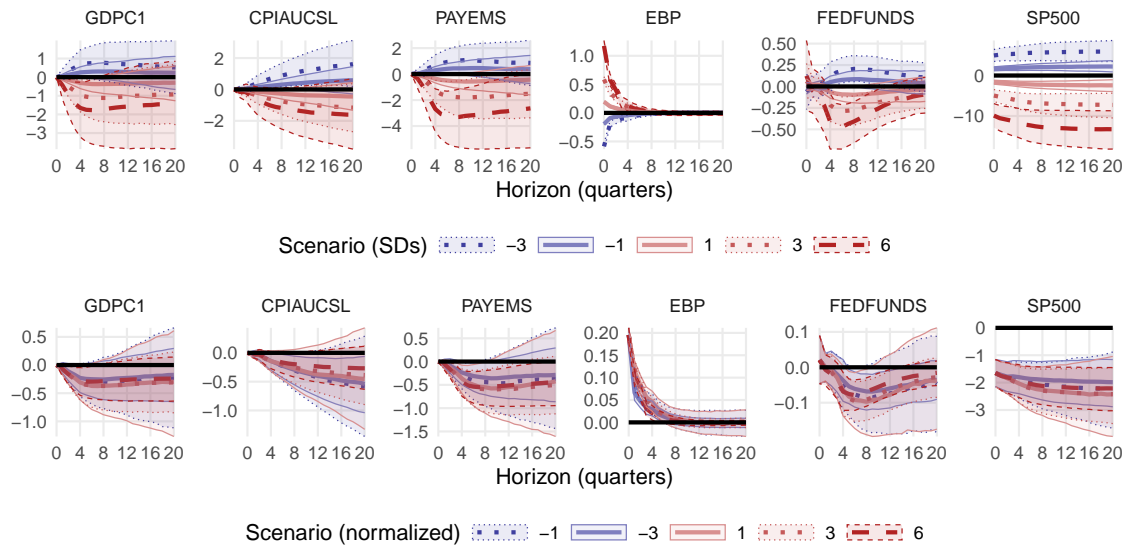 GDPC1 CPIAUCSL PAYEMS EBP FEDFUNDS SP500
1
0
−1
−2
−3
0 4 8 12 16 20
2
0
−2
0 4 8 12 16 20
2
0
−2
−4
0 4 8 12 16 20
1.0
0.5
0.0
−0.5
0 4 8 12 16 20
0.50
0.25
0.00
−0.25
−0.50
0 4 8 12 16 20
0
−10
0 4 8 12 16 20
Horizon (quarters)
Scenario (SDs) −3 −1 1 3 6
GDPC1 CPIAUCSL PAYEMS EBP FEDFUNDS SP500
0.5
0.0
−0.5
−1.0
0 4 8 12 16 20
0.0
−0.5
−1.0
0 4 8 12 16 20
0.5
0.0
−0.5
−1.0
−1.5
0 4 8 12 16 20
0.20
0.15
0.10
0.05
0.00
0 4 8 12 16 20
0.1
0.0
−0.1
0 4 8 12 16 20
0
−1
−2
−3
0 4 8 12 16 20
Horizon (quarters)
Scenario (normalized) −1 −3 1 3 6